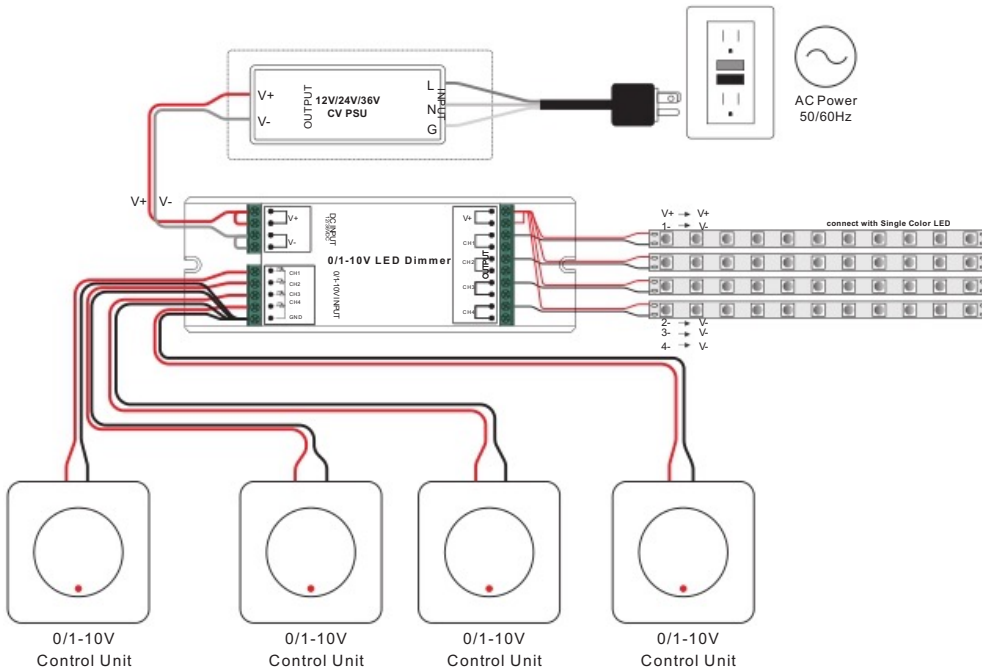 V+
V-
OUTPUT
12V/24V/36V
CV PSU
L
N
G
INPUT
AC Power
50/60Hz
V+ V-
V+
V-
DC INPUT
0/1-10V LED Dimmer
CH1
CH2
CH3
CH4
GND
0/1-10V INPUT
V+
CH1
CH2
CH3
CH4
OUTPUT
V+ → V+
1- → V-
connect with Single Color LED
2- → V-
3- → V-
4- → V-
0/1-10V
Control Unit
0/1-10V
Control Unit
0/1-10V
Control Unit
0/1-10V
Control Unit